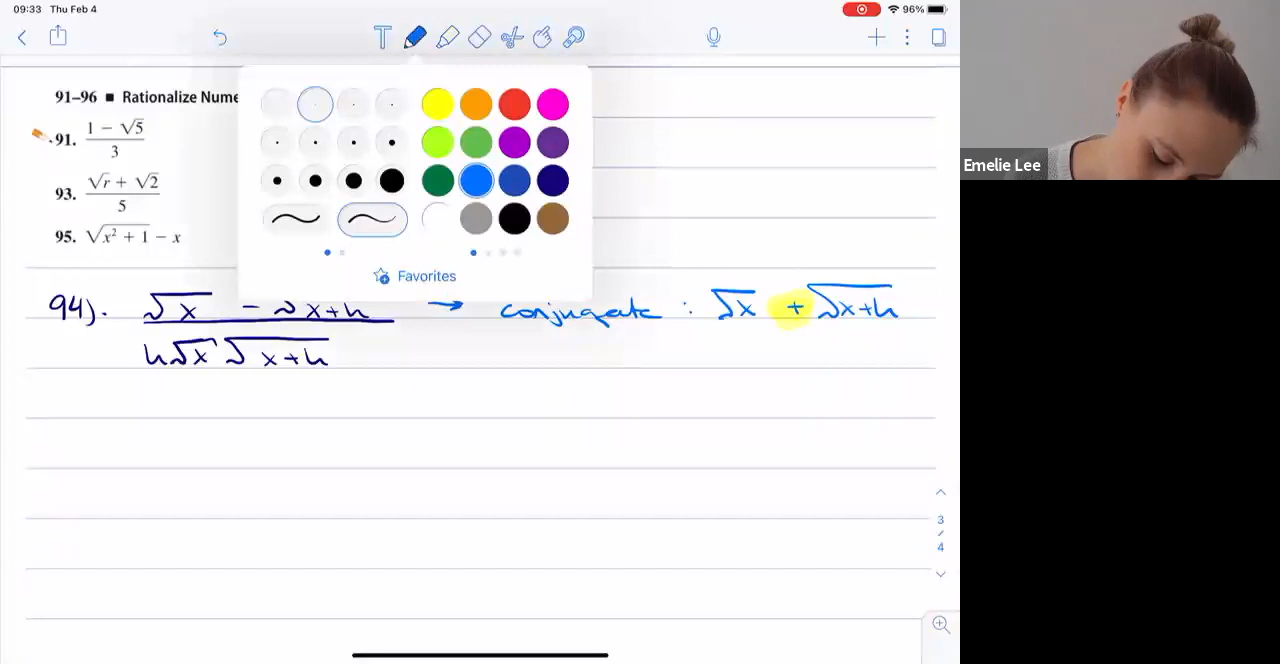 09:33 Thu Feb 4
96%
T
91–96 ■ Rationalize Nume
91. 1 − √5 / 3
93. √r + √2 / 5
95. √x² + 1 − x
Favorites
94). √x − √x+h / h√x √x+h → conjugate : √x + √x+h
3 / 4
Emelie Lee